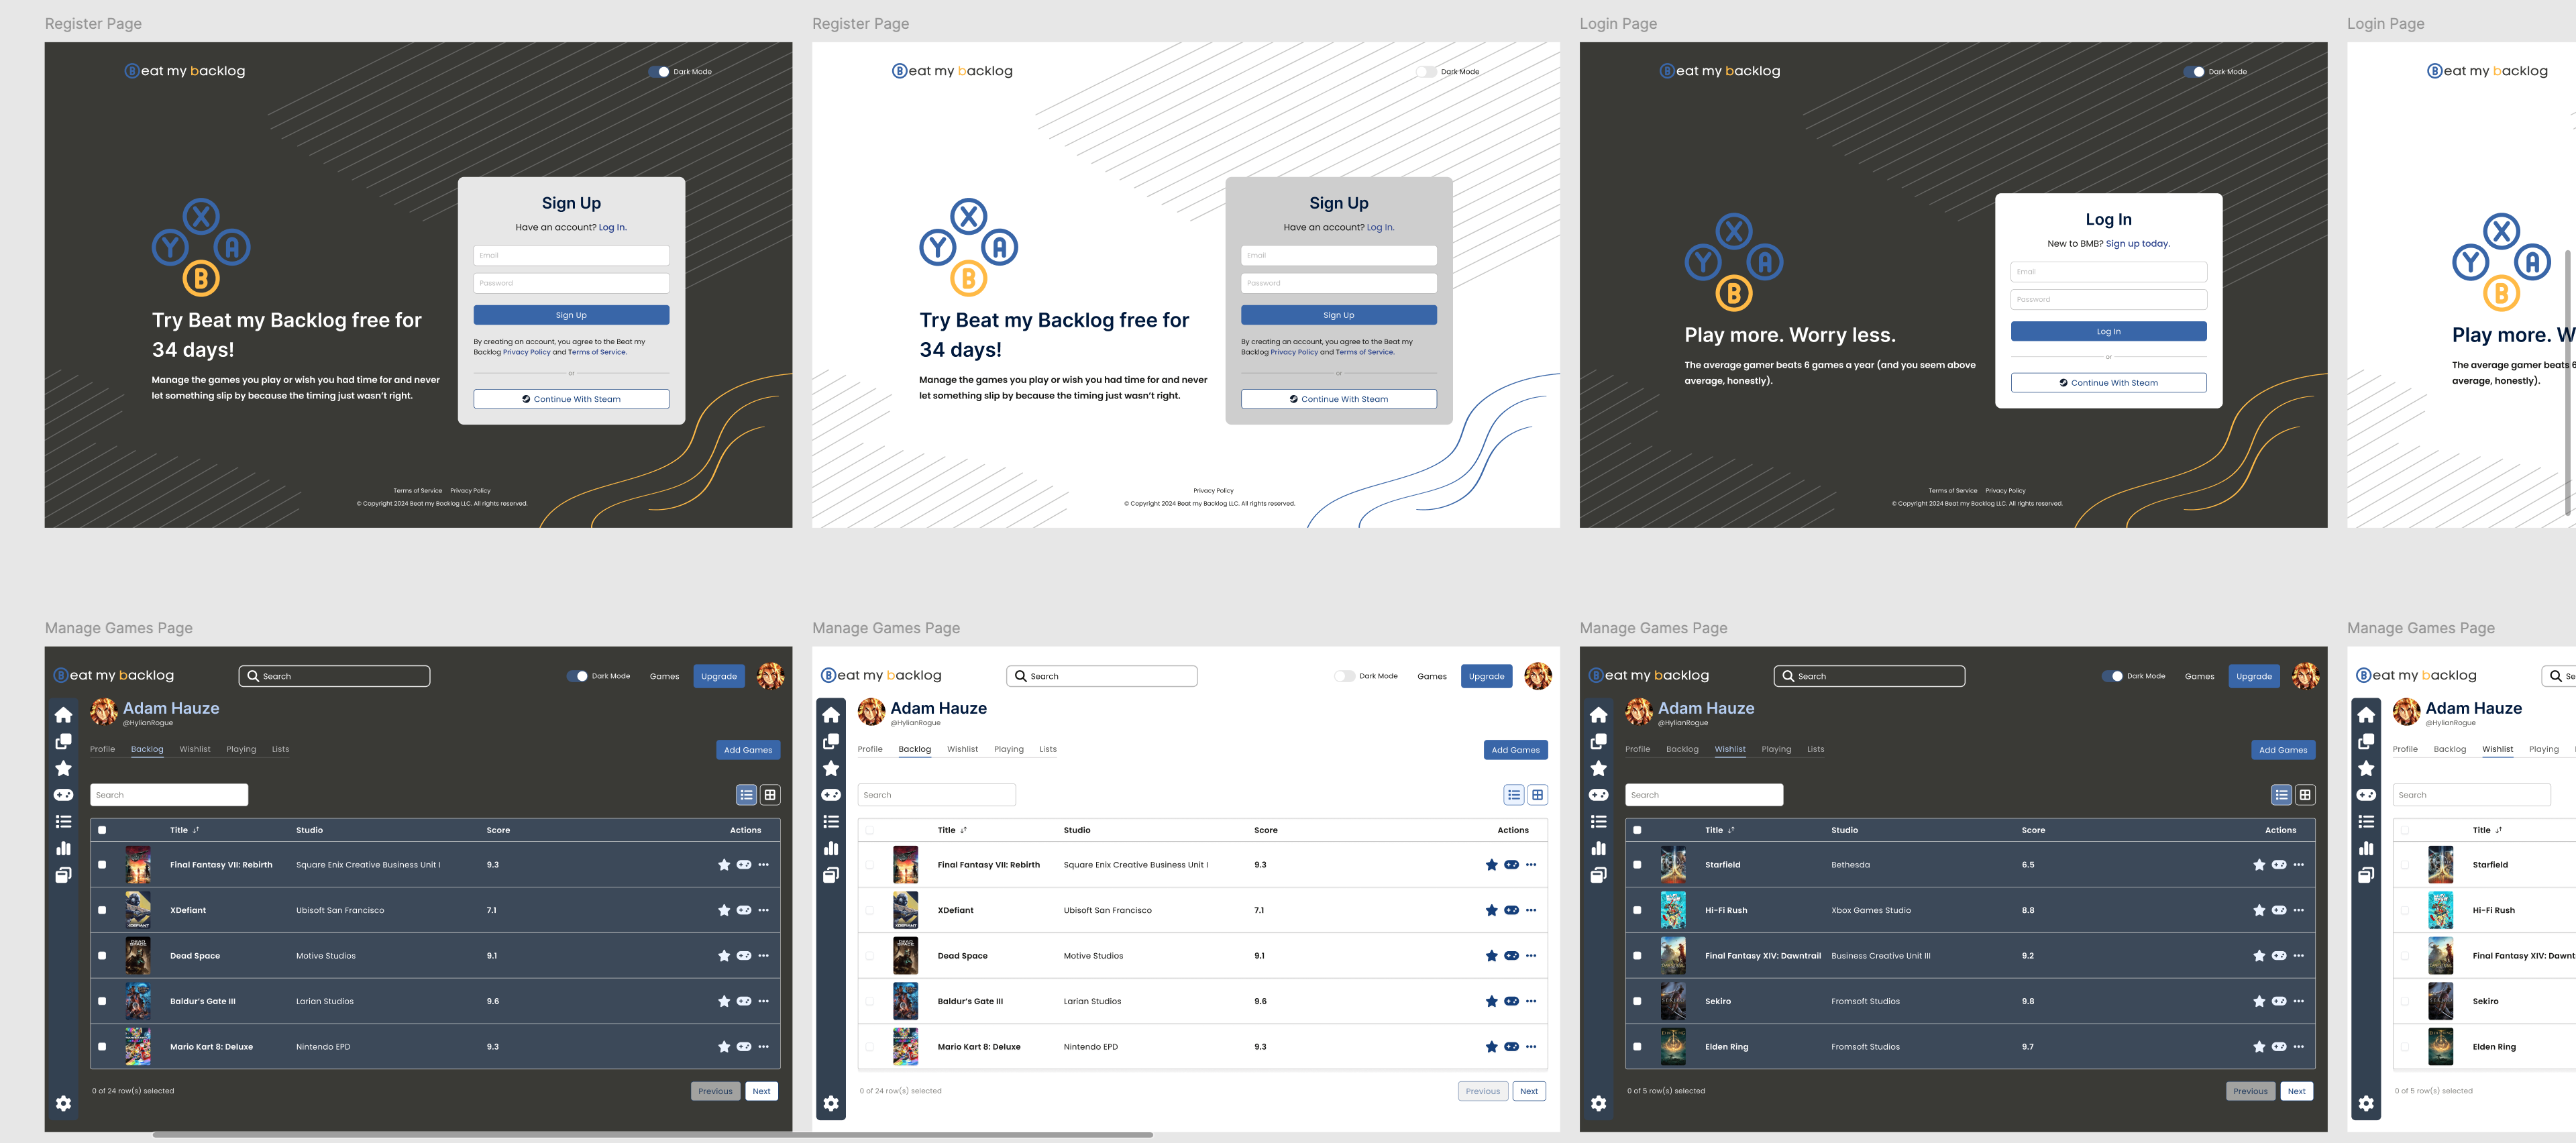 Register Page
Beat my backlog
Dark Mode
X
Y
A
B
Try Beat my Backlog free for
34 days!
Manage the games you play or wish you had time for and never
let something slip by because the timing just wasn't right.
Sign Up
Have an account? Log In.
Email
Password
Sign Up
By creating an account, you agree to the Beat my
Backlog Privacy Policy and Terms of Service.
or
Continue With Steam
Terms of Service Privacy Policy
© Copyright 2024 Beat my Backlog LLC. All rights reserved.
Register Page
Beat my backlog
Dark Mode
X
Y
A
B
Try Beat my Backlog free for
34 days!
Manage the games you play or wish you had time for and never
let something slip by because the timing just wasn't right.
Sign Up
Have an account? Log In.
Email
Password
Sign Up
By creating an account, you agree to the Beat my
Backlog Privacy Policy and Terms of Service.
or
Continue With Steam
Privacy Policy
© Copyright 2024 Beat my Backlog LLC. All rights reserved.
Login Page
Beat my backlog
Dark Mode
X
Y
A
B
Play more. Worry less.
The average gamer beats 6 games a year (and you seem above
average, honestly).
Log In
New to BMB? Sign up today.
Email
Password
Log In
or
Continue With Steam
Terms of Service Privacy Policy
© Copyright 2024 Beat my Backlog LLC. All rights reserved.
Login Page
Beat my backlog
X
Y
A
B
Play more. W
The average gamer beats 6
average, honestly).
Manage Games Page
Beat my backlog
Search
Dark Mode
Games
Upgrade
Adam Hauze
@HylianRogue
Profile Backlog Wishlist Playing Lists
Add Games
Search
Title Studio Score Actions
Final Fantasy VII: Rebirth Square Enix Creative Business Unit I 9.3
XDefiant Ubisoft San Francisco 7.1
Dead Space Motive Studios 9.1
Baldur's Gate III Larian Studios 9.6
Mario Kart 8: Deluxe Nintendo EPD 9.3
0 of 24 row(s) selected
Previous Next
Manage Games Page
Beat my backlog
Search
Dark Mode
Games
Upgrade
Adam Hauze
@HylianRogue
Profile Backlog Wishlist Playing Lists
Add Games
Search
Title Studio Score Actions
Final Fantasy VII: Rebirth Square Enix Creative Business Unit I 9.3
XDefiant Ubisoft San Francisco 7.1
Dead Space Motive Studios 9.1
Baldur's Gate III Larian Studios 9.6
Mario Kart 8: Deluxe Nintendo EPD 9.3
0 of 24 row(s) selected
Previous Next
Manage Games Page
Beat my backlog
Search
Dark Mode
Games
Upgrade
Adam Hauze
@HylianRogue
Profile Backlog Wishlist Playing Lists
Add Games
Search
Title Studio Score Actions
Starfield Bethesda 6.5
Hi-Fi Rush Xbox Games Studio 8.8
Final Fantasy XIV: Dawntrail Business Creative Unit III 9.2
Sekiro Fromsoft Studios 9.8
Elden Ring Fromsoft Studios 9.7
0 of 5 row(s) selected
Previous Next
Manage Games Page
Beat my backlog
Se
Adam Hauze
@HylianRogue
Profile Backlog Wishlist Playing
Search
Title
Starfield
Hi-Fi Rush
Final Fantasy XIV: Dawnt
Sekiro
Elden Ring
0 of 5 row(s) selected